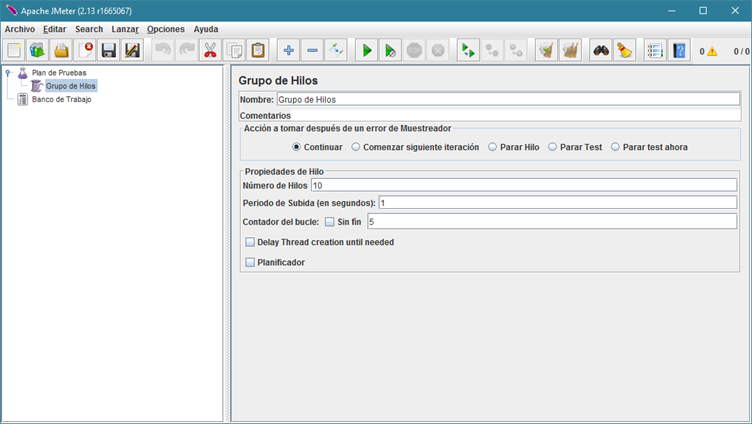 Apache JMeter (2.13 r1665067)
Archivo Editar Search Lanzar Opciones Ayuda
0 0 / 0
Plan de Pruebas
Grupo de Hilos
Banco de Trabajo
Grupo de Hilos
Nombre: Grupo de Hilos
Comentarios
Acción a tomar después de un error de Muestreador
Continuar Comenzar siguiente iteración Parar Hilo Parar Test Parar test ahora
Propiedades de Hilo
Número de Hilos 10
Periodo de Subida (en segundos): 1
Contador del bucle: Sin fin 5
Delay Thread creation until needed
Planificador